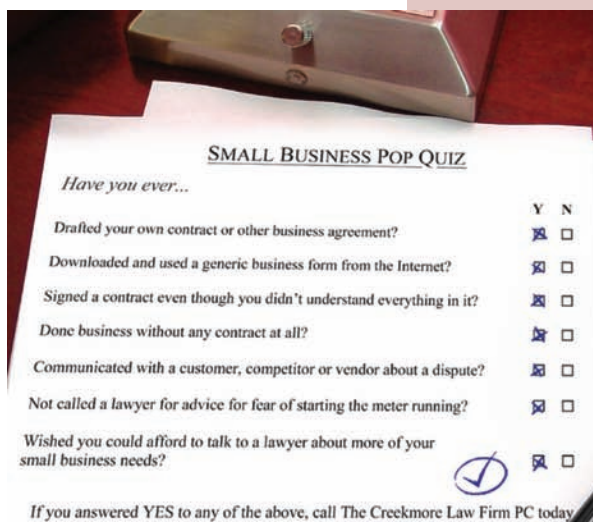 SMALL BUSINESS POP QUIZ
Have you ever...
Y N
Drafted your own contract or other business agreement?
Downloaded and used a generic business form from the Internet?
Signed a contract even though you didn't understand everything in it?
Done business without any contract at all?
Communicated with a customer, competitor or vendor about a dispute?
Not called a lawyer for advice for fear of starting the meter running?
Wished you could afford to talk to a lawyer about more of your
small business needs?
If you answered YES to any of the above, call The Creekmore Law Firm PC today